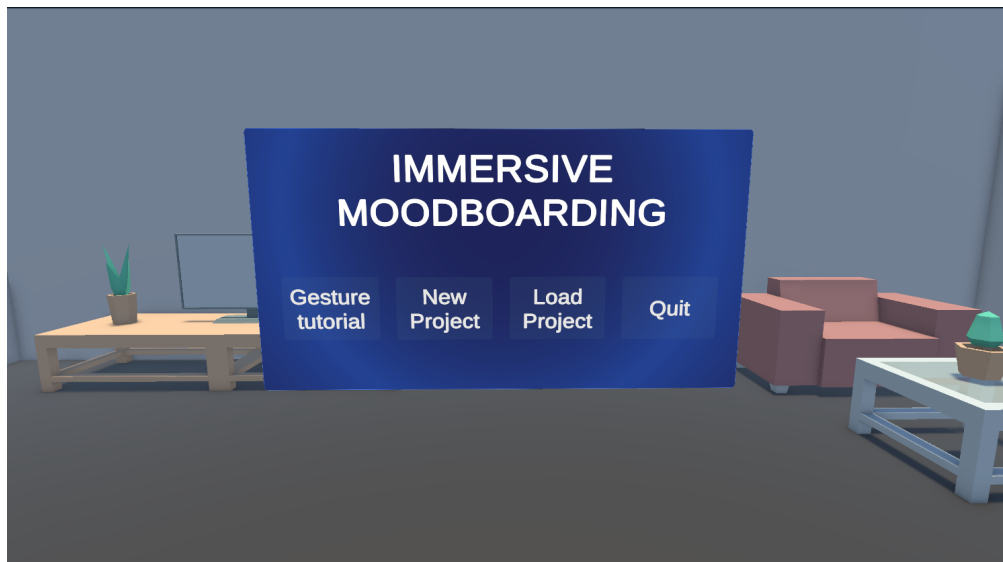 IMMERSIVE
MOODBOARDING
Gesture
tutorial
New
Project
Load
Project
Quit